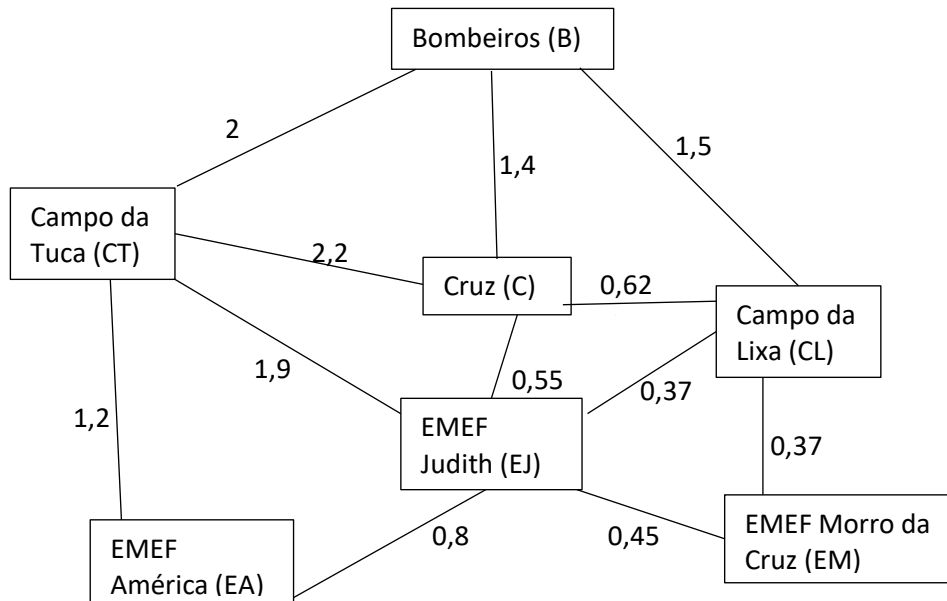 Bombeiros (B)
2
1,4
1,5
Campo da
Tuca (CT)
2,2
Cruz (C)
0,62
Campo da
Lixa (CL)
1,9
0,55
0,37
1,2
EMEF
Judith (EJ)
0,37
EMEF
América (EA)
0,8
0,45
EMEF Morro da
Cruz (EM)